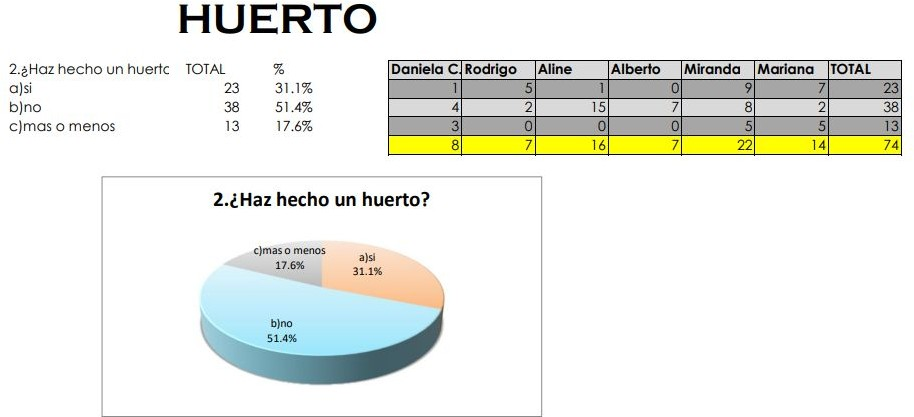 HUERTO
2.¿Haz hecho un huerto TOTAL %
a)si 23 31.1%
b)no 38 51.4%
c)mas o menos 13 17.6%
Daniela C. Rodrigo Aline Alberto Miranda Mariana TOTAL
1 5 1 0 9 7 23
4 2 15 7 8 2 38
3 0 0 0 5 5 13
8 7 16 7 22 14 74
2.¿Haz hecho un huerto?
c)mas o menos
17.6%
a)si
31.1%
b)no
51.4%